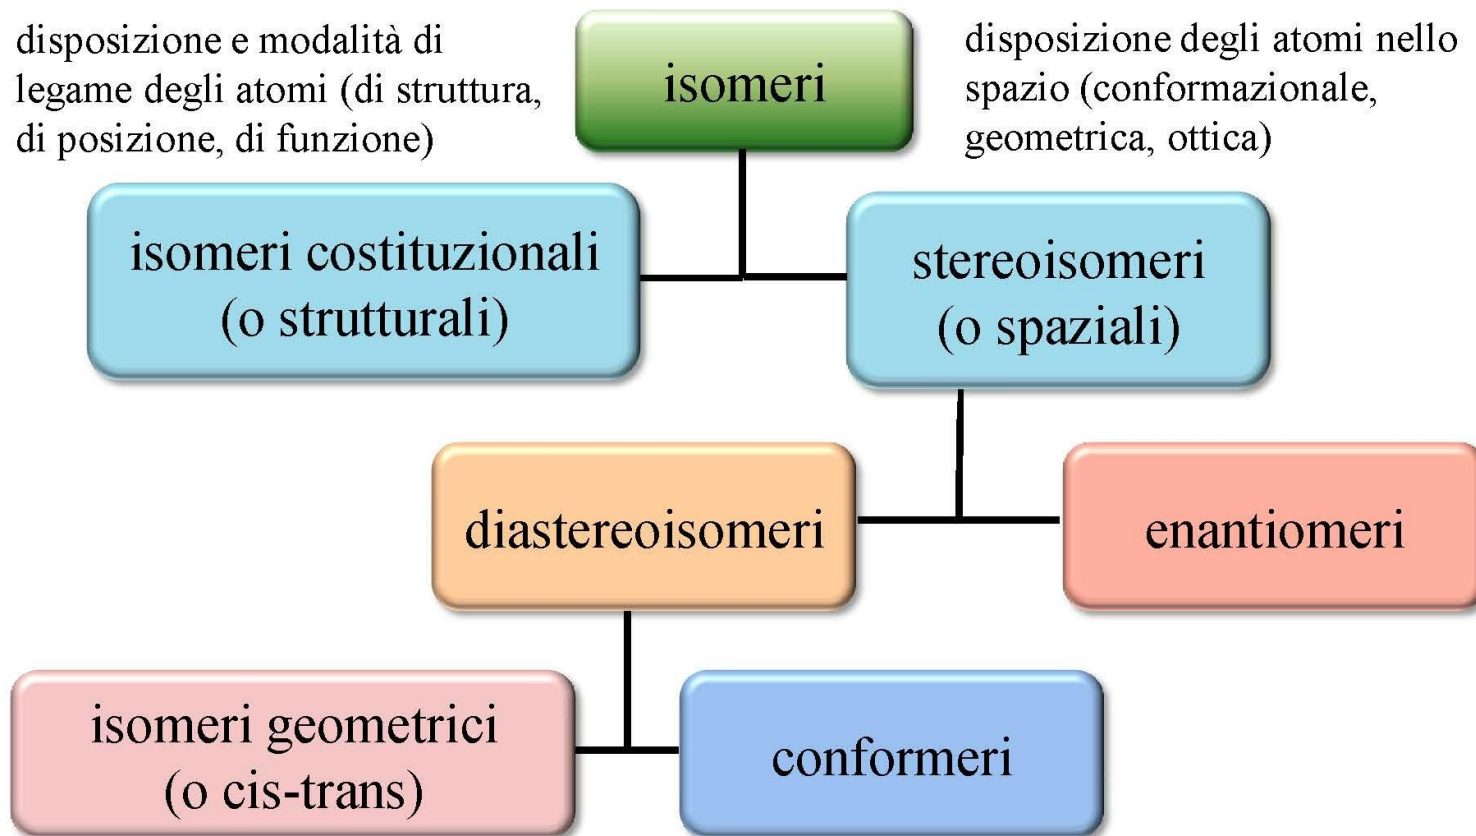 disposizione e modalità di
legame degli atomi (di struttura,
di posizione, di funzione)
isomeri
disposizione degli atomi nello
spazio (conformazionale,
geometrica, ottica)
isomeri costituzionali
(o strutturali)
stereoisomeri
(o spaziali)
diastereoisomeri
enantiomeri
isomeri geometrici
(o cis-trans)
conformeri